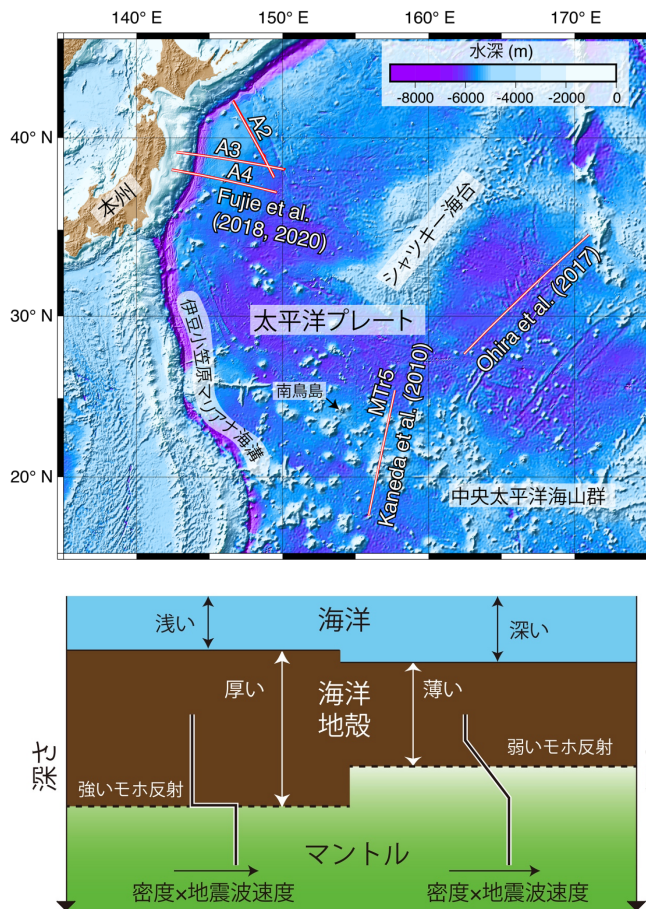 140° E 150° E 160° E 170° E
水深 (m)
-8000 -6000 -4000 -2000 0
40° N
A2
A3
A4
本州
Fujie et al.
(2018, 2020)
シャツキー海台
30° N
太平洋プレート
Ohira et al. (2017)
伊豆小笠原マリアナ海溝
南鳥島
MTr5
Kaneda et al. (2010)
20° N
中央太平洋海山群
浅い 海洋 深い
厚い 海洋 薄い
地殻
深さ
強いモホ反射 弱いモホ反射
マントル
密度×地震波速度 密度×地震波速度